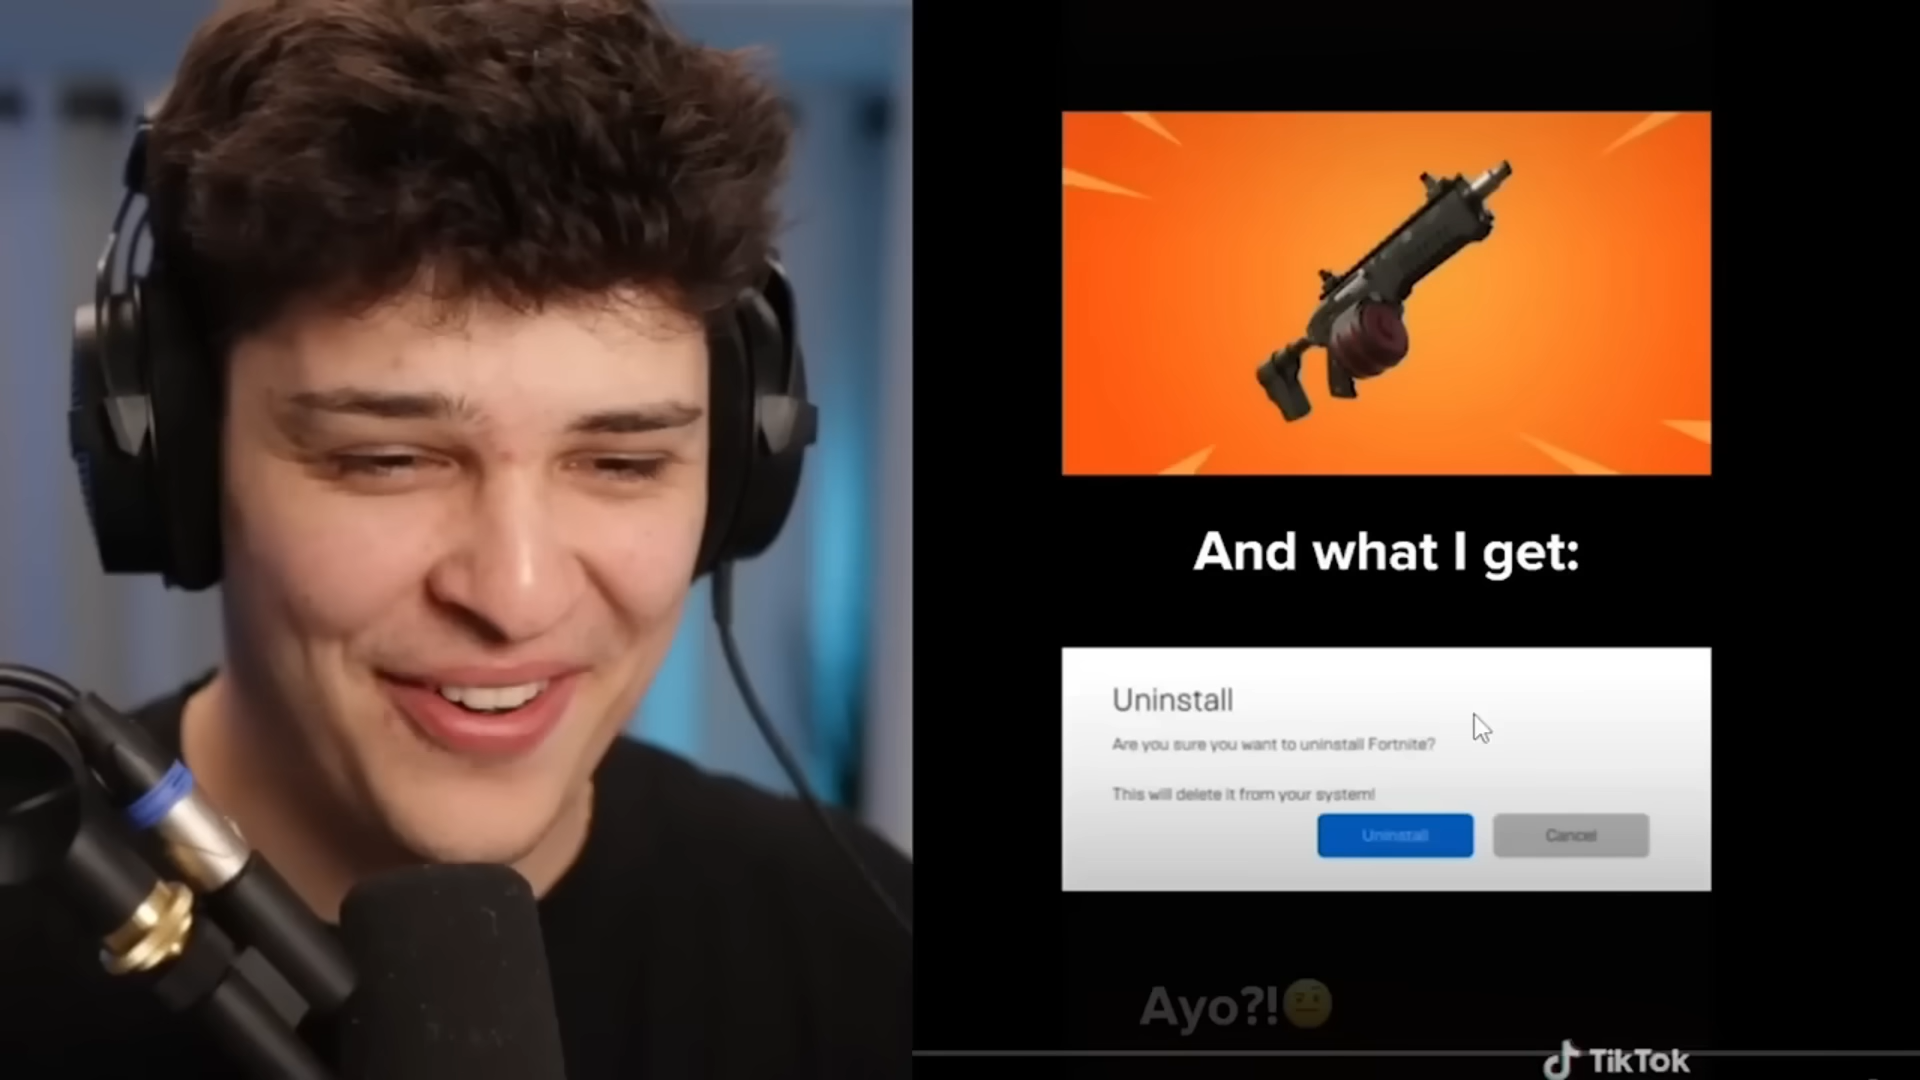 And what I get:
Uninstall
Are you sure you want to uninstall Fortnite?
This will delete it from your system!
Uninstall
Cancel
Ayo?!🤨
TikTok